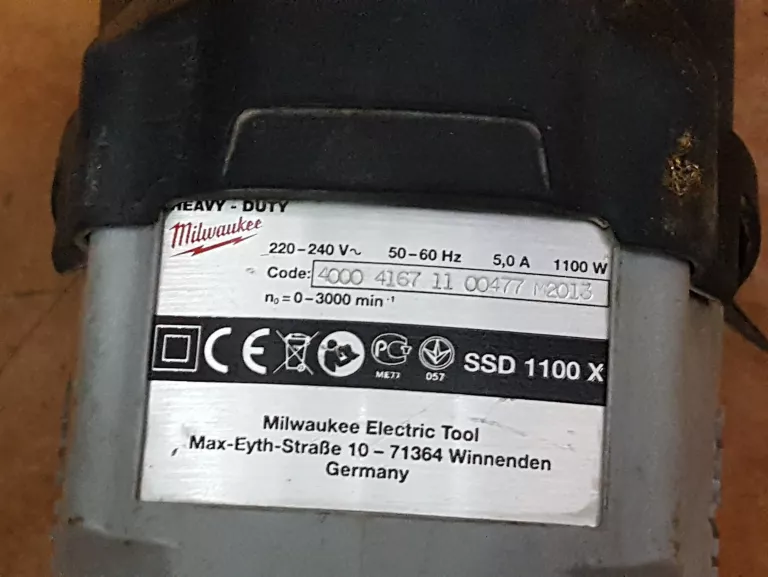 HEAVY - DUTY
Milwaukee
220–240 V~ 50–60 Hz 5,0 A 1100 W
Code: 4000 4167 11 00477 M2013
n₀ = 0–3000 min⁻¹
CE PG ME77 057 SSD 1100 X
Milwaukee Electric Tool
Max-Eyth-Straße 10 – 71364 Winnenden
Germany